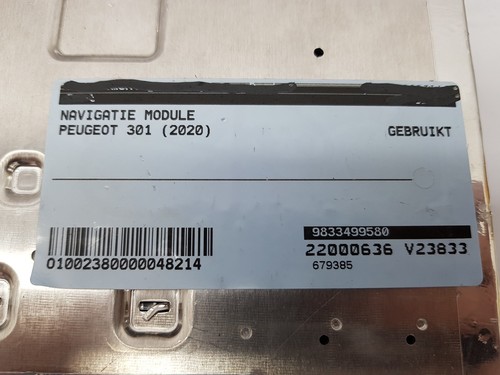 NAVIGATIE MODULE
PEUGEOT 301 (2020)
GEBRUIKT
9833499580
22000636 V23833
679385
01002380000048214